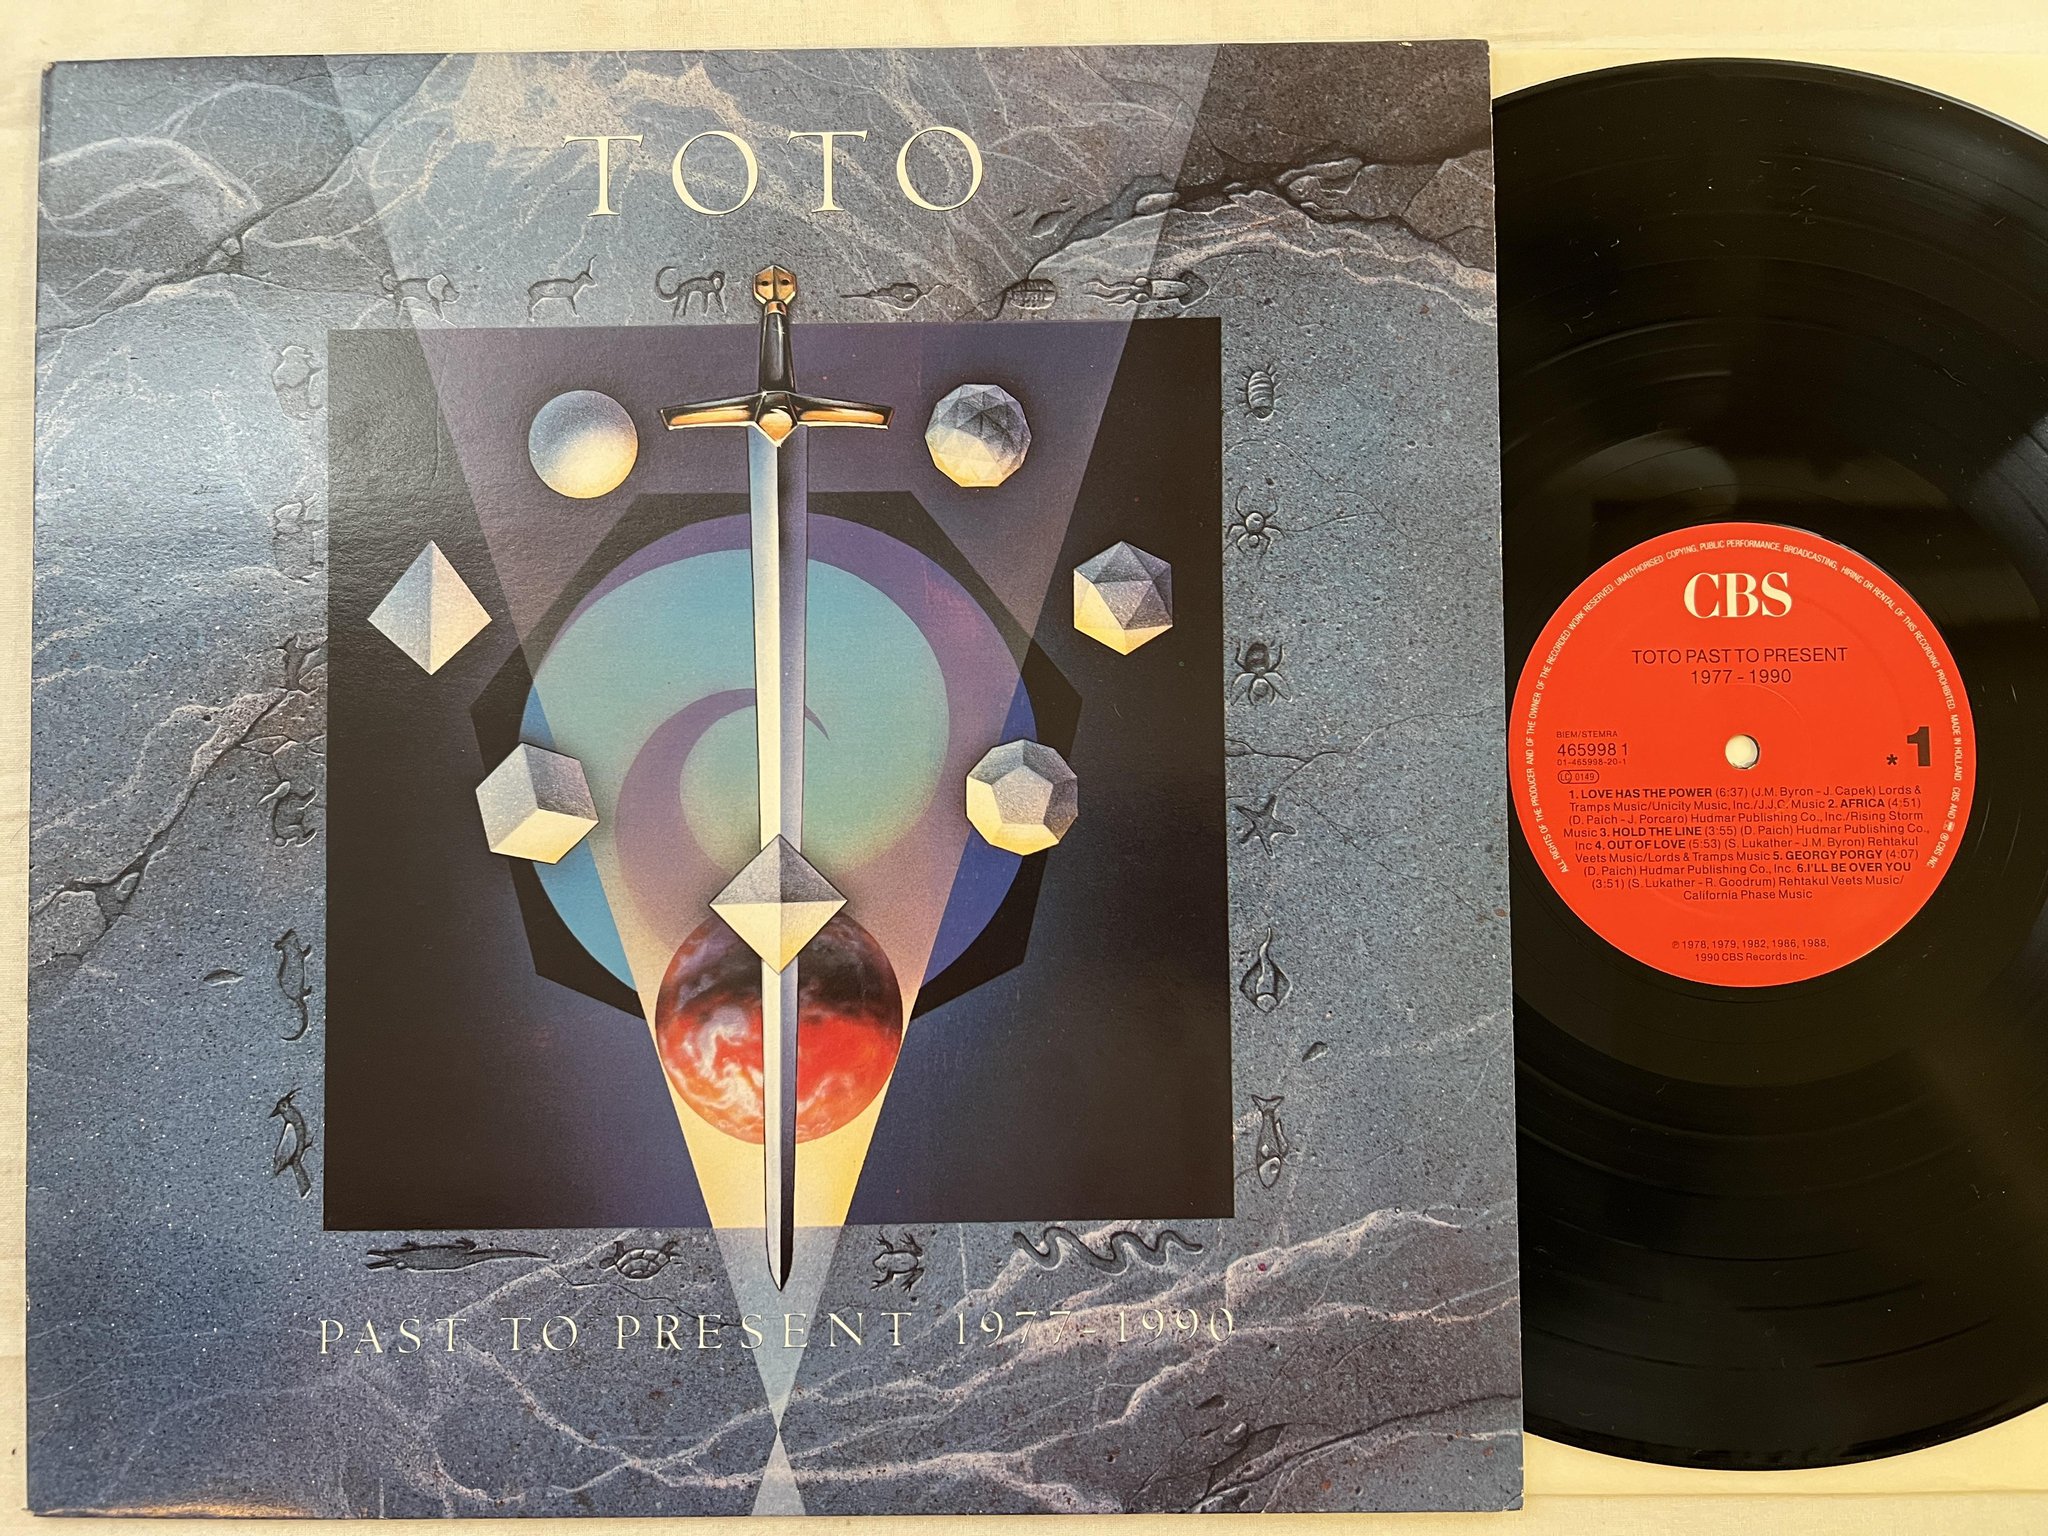 TOTO
PAST TO PRESENT 1977-1990
ALL RIGHTS OF THE PRODUCER AND OF THE OWNER OF THE RECORDED WORK RESERVED. UNAUTHORISED COPYING, PUBLIC PERFORMANCE, BROADCASTING, HIRING OR RENTAL OF THIS RECORDING PROHIBITED. MADE IN HOLLAND CBS AND ℗ CBS INC.
CBS
TOTO PAST TO PRESENT
1977 - 1990
BIEM/STEMRA
465998 1
01-465998-20-1
LC 0149
* 1
1. LOVE HAS THE POWER (6:37) (J.M. Byron - J. Capek) Lords &
Tramps Music/Unicity Music, Inc./J.J.C. Music 2. AFRICA (4:51)
(D. Paich - J. Porcaro) Hudmar Publishing Co., Inc./Rising Storm
Music 3. HOLD THE LINE (3:55) (D. Paich) Hudmar Publishing Co.,
Inc 4. OUT OF LOVE (5:53) (S. Lukather - J.M. Byron) Rehtakul
Veets Music/Lords & Tramps Music 5. GEORGY PORGY (4:07)
(D. Paich) Hudmar Publishing Co., Inc 6. I'LL BE OVER YOU
(3:51) (S. Lukather - R. Goodrum) Rehtakul Veets Music/
California Phase Music
℗ 1978, 1979, 1982, 1986, 1988,
1990 CBS Records Inc.